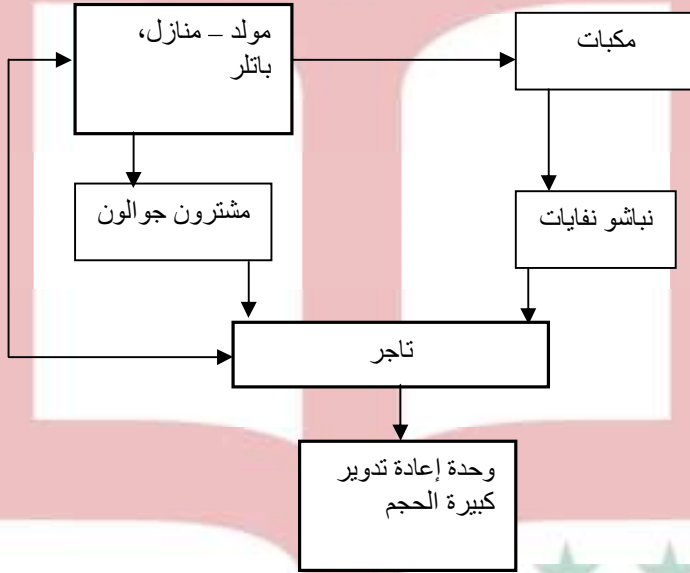 مولد – منازل،
باتلر
مكبات
مشترون جوالون
نباشو نفايات
تاجر
وحدة إعادة تدوير
كبيرة الحجم